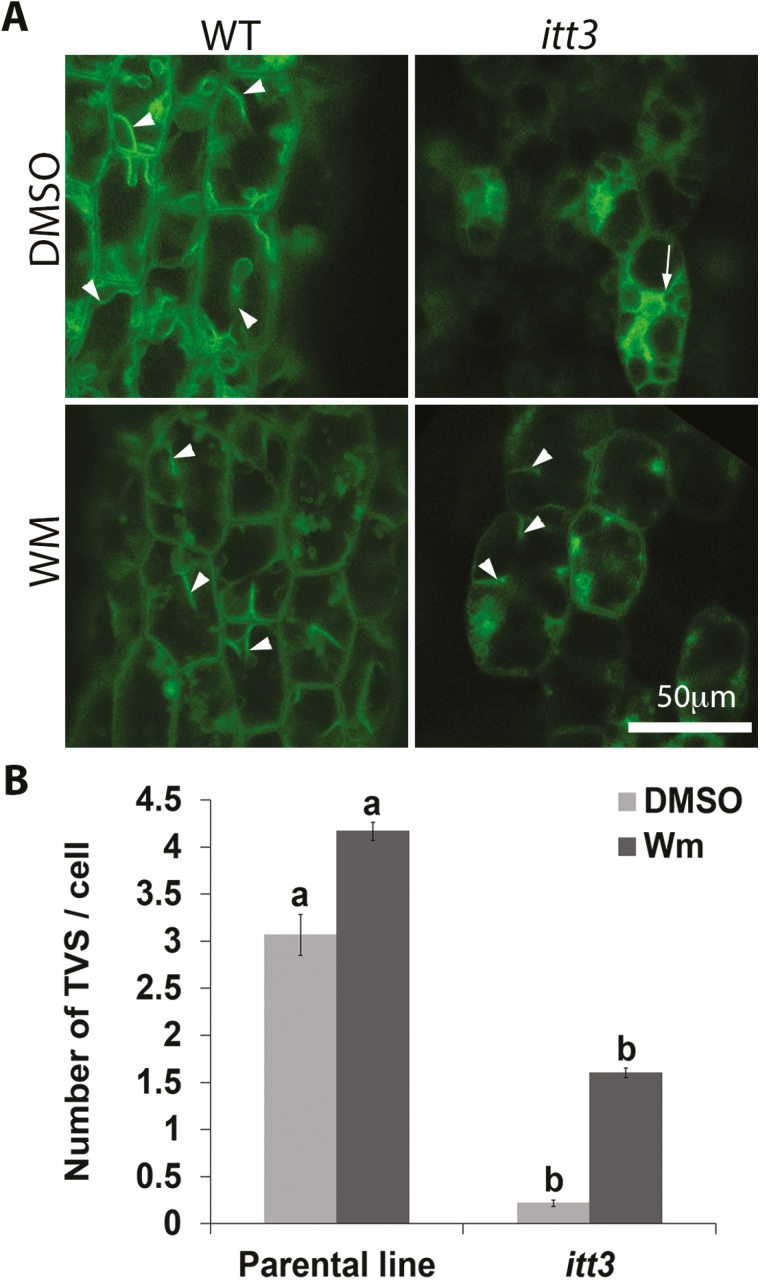 A
WT
itt3
DMSO
WM
50μm
B
Number of TVS / cell
4.5
4
3.5
3
2.5
2
1.5
1
0.5
0
a
a
b
b
DMSO
Wm
Parental line
itt3